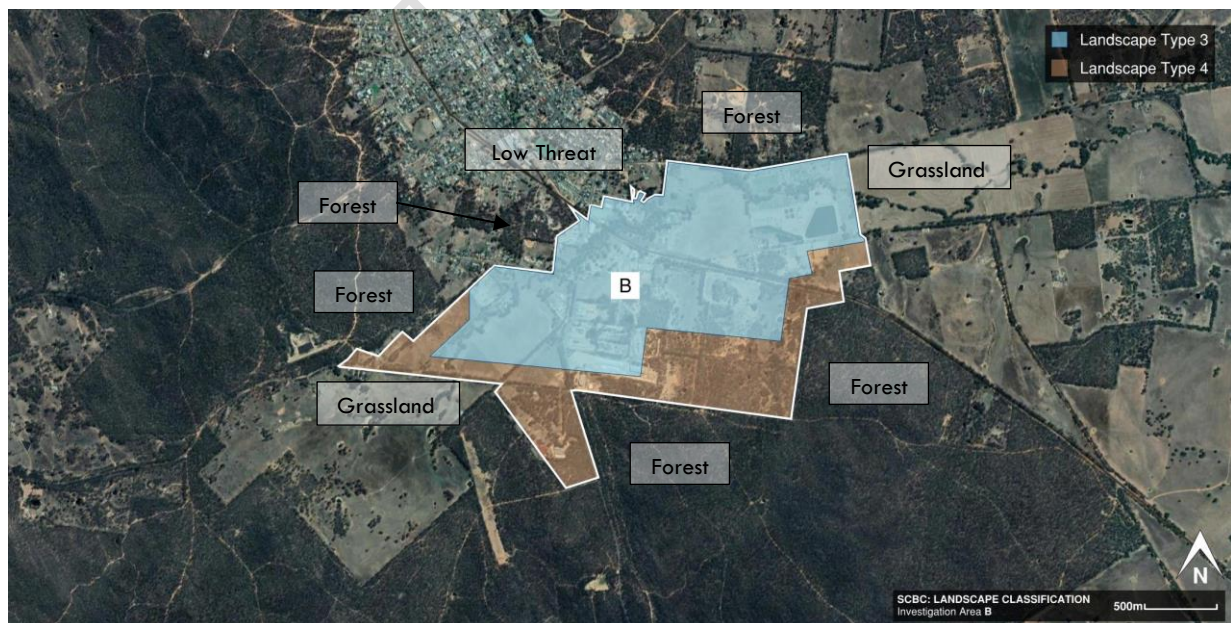 Landscape Type 3
Landscape Type 4
Forest
Low Threat
Grassland
Forest
Forest
B
Forest
Grassland
Forest
N
SCBC: LANDSCAPE CLASSIFICATION
Investigation Area B
500m